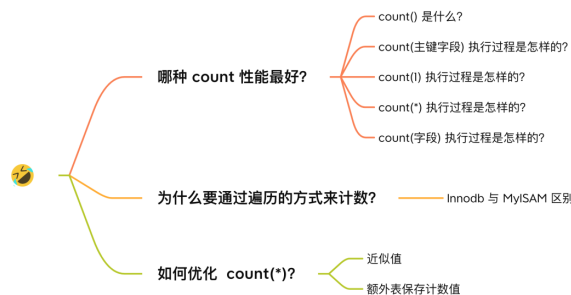 count() 是什么?
count(主键字段) 执行过程是怎样的?
哪种 count 性能最好?
count(1) 执行过程是怎样的?
count(*) 执行过程是怎样的?
count(字段) 执行过程是怎样的?
为什么要通过遍历的方式来计数?
Innodb 与 MyISAM 区别
如何优化 count(*)?
近似值
额外表保存计数值